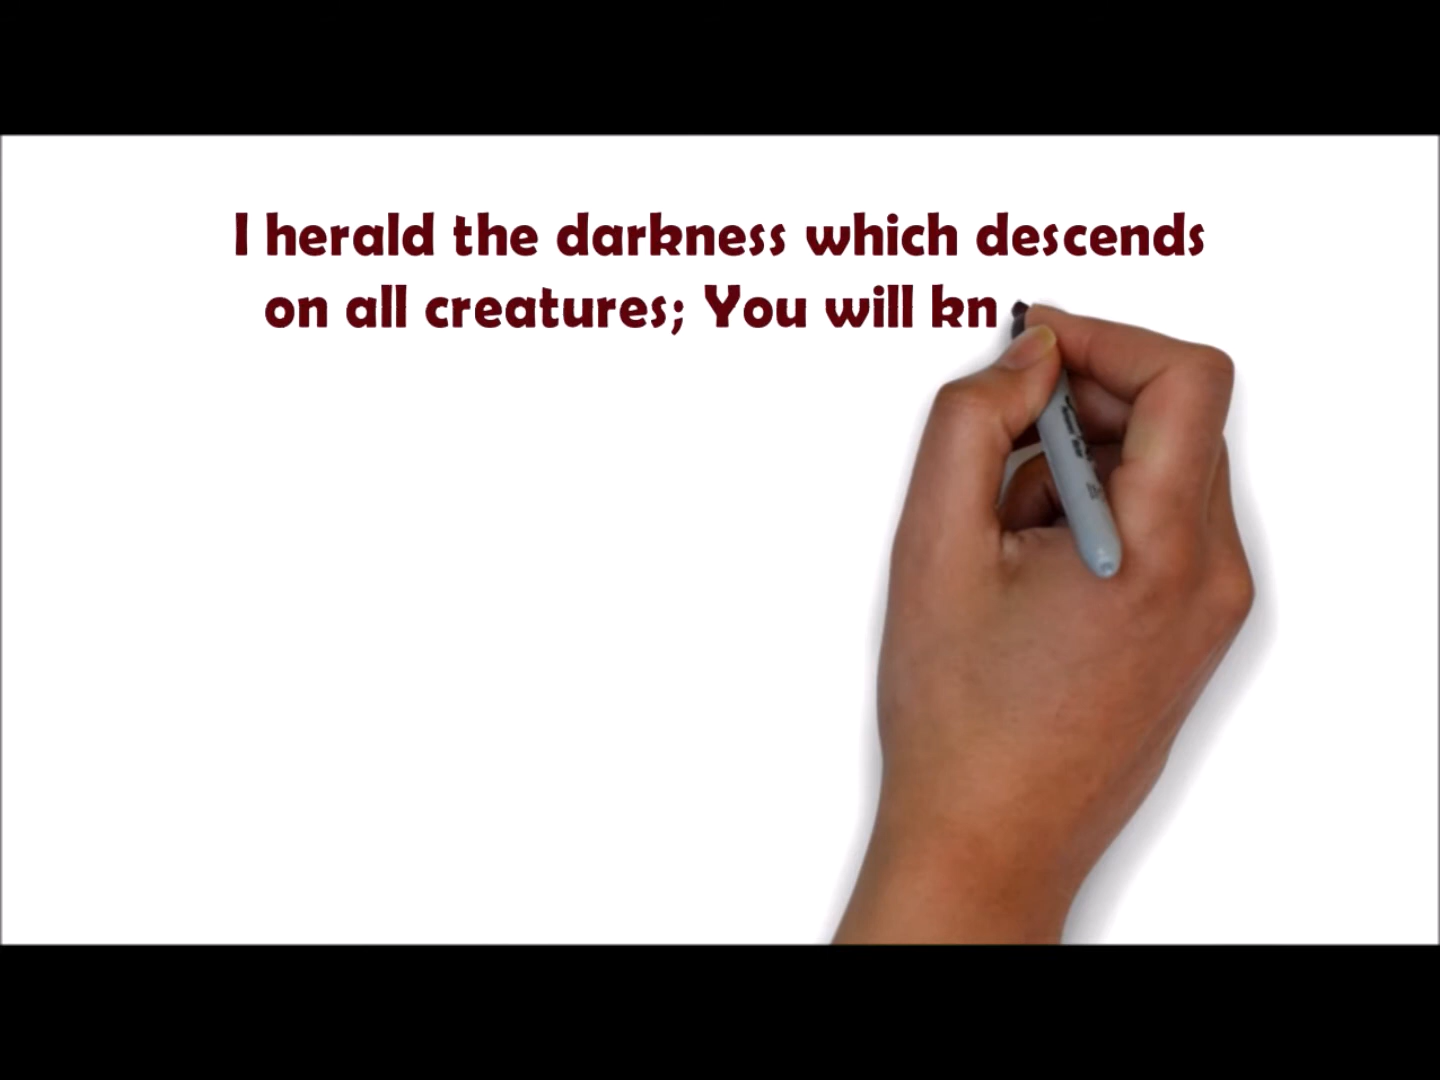 I herald the darkness which descends
on all creatures; You will kn